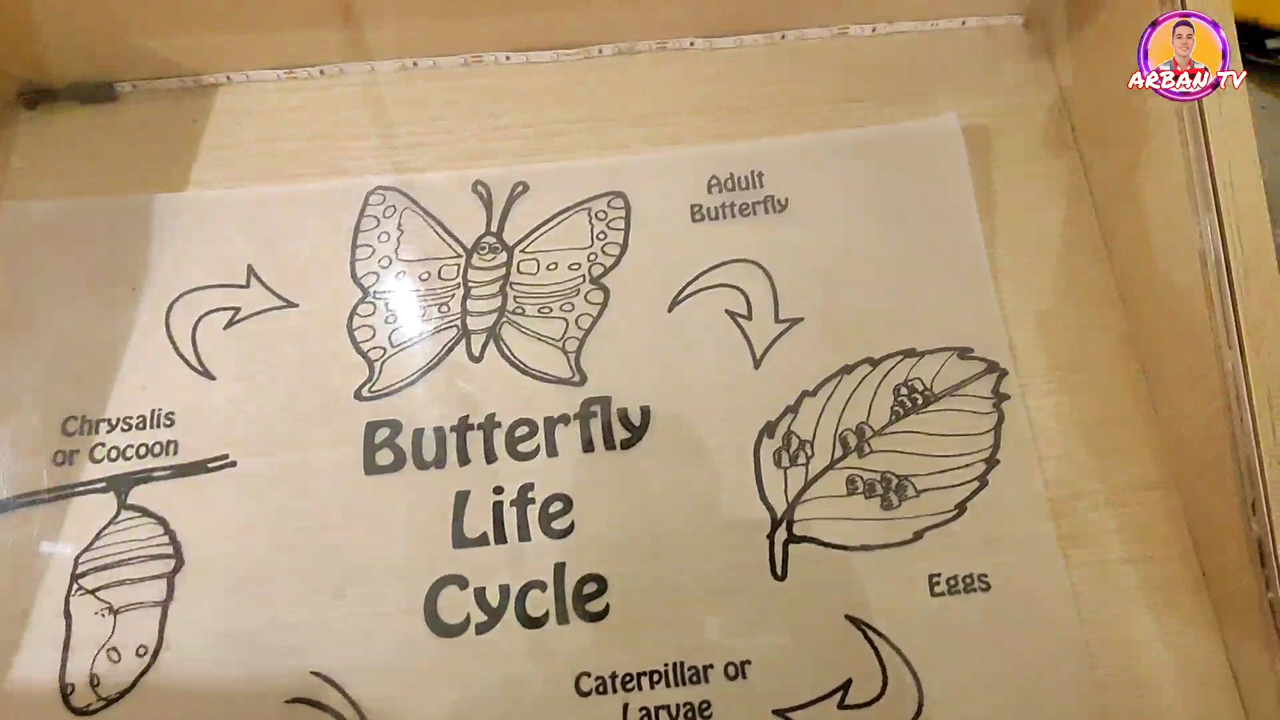 ARBAN TV
Adult
Butterfly
Chrysalis
or Cocoon
Butterfly
Life
Cycle
Eggs
Caterpillar or
Larvae